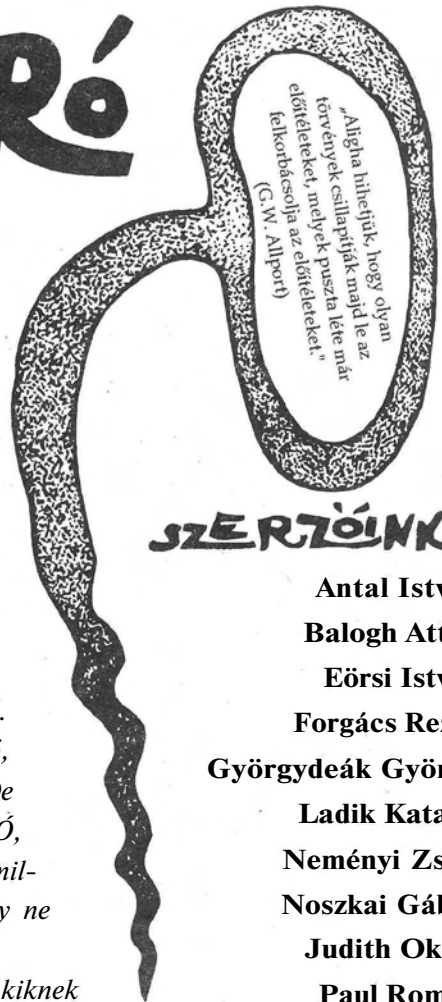 Ró
„Aligha hihetjük, hogy olyan
törvények csillapítják majd le az
előítéleteket, melyek puszta léte már
felkorbácsolja az előítéleteket."
(G.W. Allport)
SZERZŐINK
Antal Istv
Balogh Att
Eörsi Istv
Forgács Re
Györgydeák Györ
Ladik Kata
Neményi Zs
Noszkai Gáb
Judith Ok
Paul Rom
Ó,
mil-
y ne
kiknek